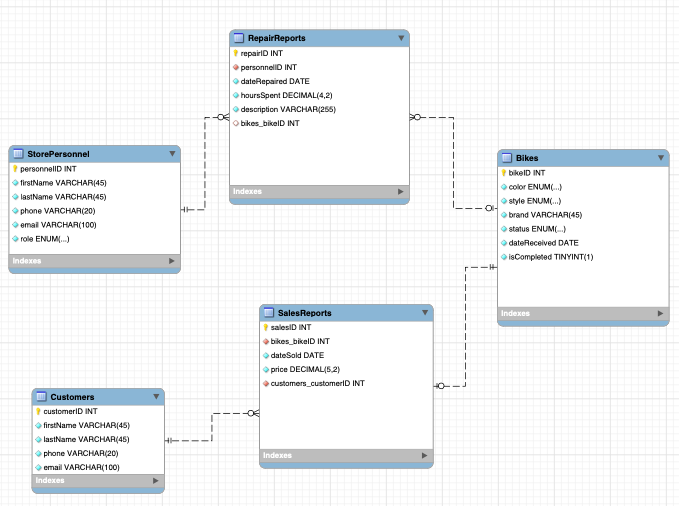 RepairReports
repairID INT
personnelID INT
dateRepaired DATE
hoursSpent DECIMAL(4,2)
description VARCHAR(255)
bikes_bikeID INT
Indexes
StorePersonnel
personnelID INT
firstName VARCHAR(45)
lastName VARCHAR(45)
phone VARCHAR(20)
email VARCHAR(100)
role ENUM(...)
Indexes
Bikes
bikeID INT
color ENUM(...)
style ENUM(...)
brand VARCHAR(45)
status ENUM(...)
dateReceived DATE
isCompleted TINYINT(1)
Indexes
SalesReports
salesID INT
bikes_bikeID INT
dateSold DATE
price DECIMAL(5,2)
customers_customerID INT
Indexes
Customers
customerID INT
firstName VARCHAR(45)
lastName VARCHAR(45)
phone VARCHAR(20)
email VARCHAR(100)
Indexes